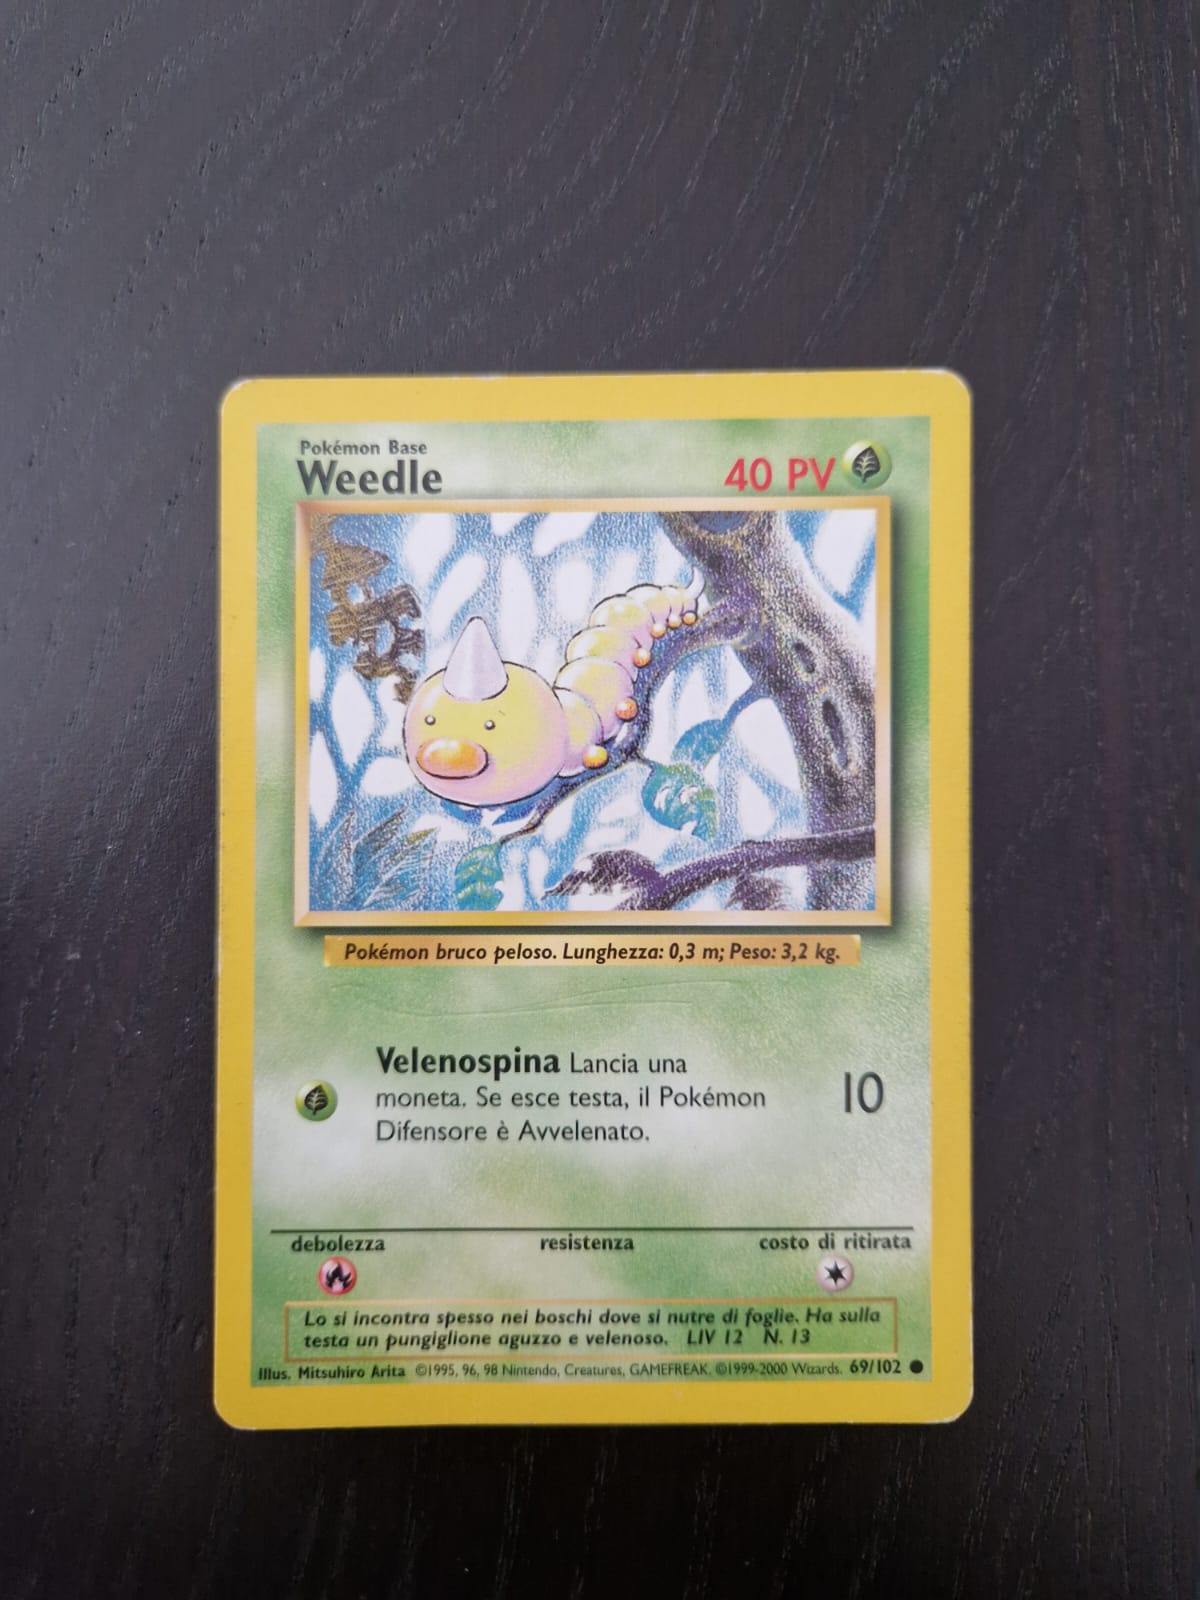 Pokémon Base
Weedle
40 PV
Pokémon bruco peloso. Lunghezza: 0,3 m; Peso: 3,2 kg.
Velenospina Lancia una
moneta. Se esce testa, il Pokémon
Difensore è Avvelenato.
10
debolezza resistenza costo di ritirata
Lo si incontra spesso nei boschi dove si nutre di foglie. Ha sulla
testa un pungiglione aguzzo e velenoso. LIV 12 N. 13
Illus. Mitsuhiro Arita ©1995, 96, 98 Nintendo, Creatures, GAMEFREAK. ©1999-2000 Wizards. 69/102